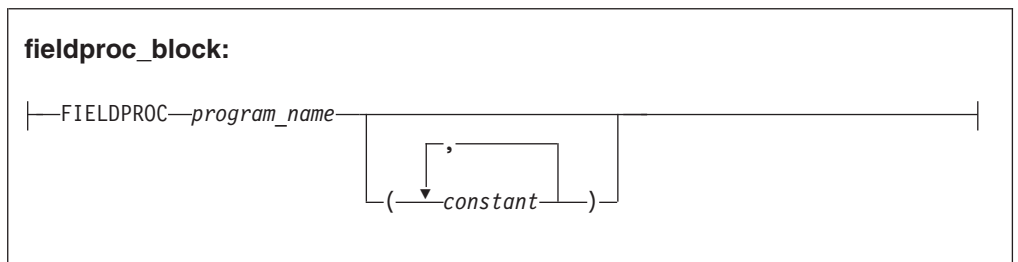 fieldproc_block:
FIELDPROC program_name
,
( constant )